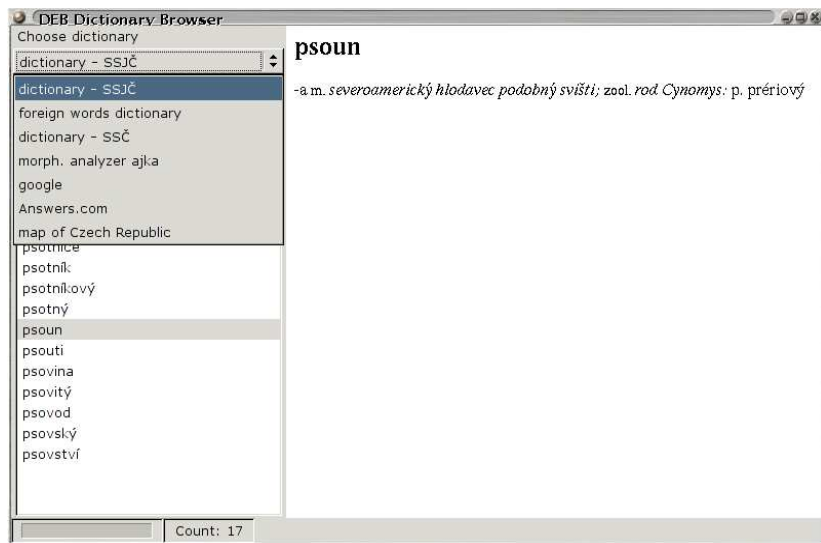 DEB Dictionary Browser
Choose dictionary
dictionary - SSJČ
dictionary - SSJČ
foreign words dictionary
dictionary - SSČ
morph. analyzer ajka
google
Answers.com
map of Czech Republic
psotnice
psotník
psotníkový
psotný
psoun
psouti
psovina
psovitý
psovod
psovský
psovství
Count: 17
psoun
-a m. severoamerický hlodavec podobný svišti; zool. rod Cynomys: p. prériový